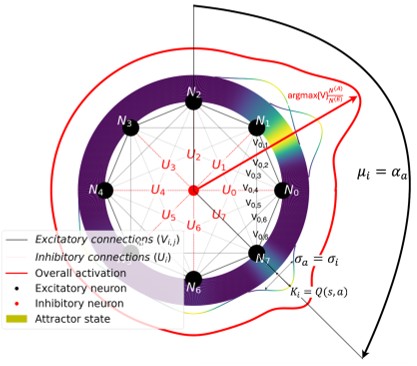 N₂
N₃
N₁
argmax(V)N⁽ᴬ⁾/N⁽ᴱ⁾
V₀,₁
U₂
U₃
U₁
V₀,₂
V₀,₃
N₄
U₄
U₀
V₀,₄
N₀
μᵢ = αₐ
V₀,₅
U₅
U₇
V₀,₆
U₆
V₀,₈
Excitatory connections (Vᵢ,ⱼ)
Inhibitory connections (Uᵢ)
Overall activation
Excitatory neuron
Inhibitory neuron
Attractor state
N₇
σₐ = σᵢ
N₆
Kᵢ = Q(s,a)